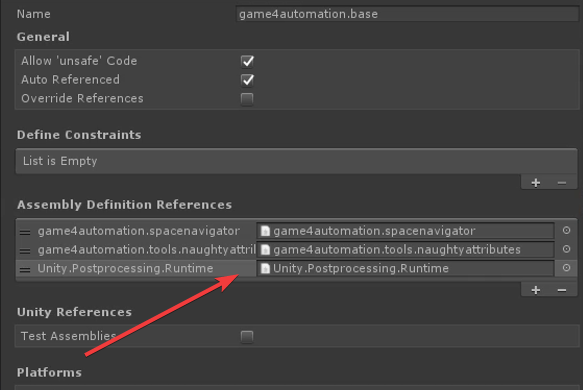 Name game4automation.base
General
Allow 'unsafe' Code
Auto Referenced
Override References
Define Constraints
List is Empty
+ −
Assembly Definition References
game4automation.spacenavigator game4automation.spacenavigator
game4automation.tools.naughtyattri game4automation.tools.naughtyattributes
Unity.Postprocessing.Runtime Unity.Postprocessing.Runtime
+ −
Unity References
Test Assemblies
Platforms